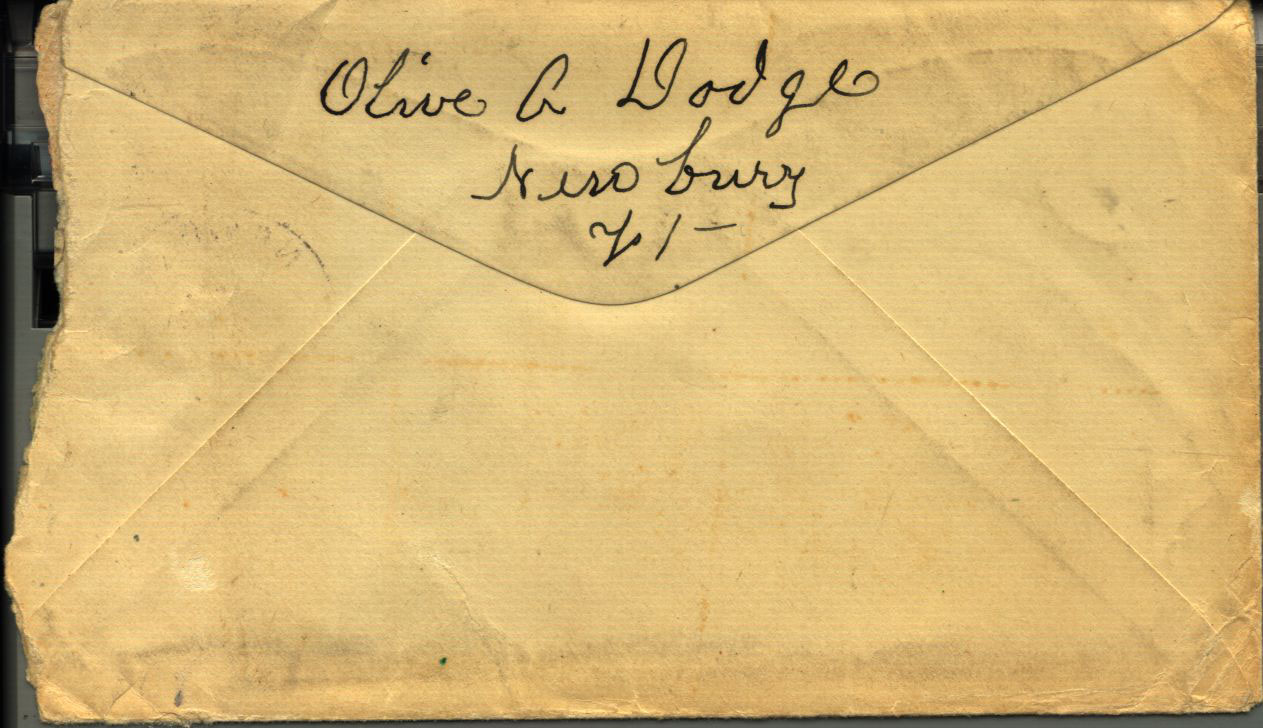 Olive A Dodge
Newbury
Vt -